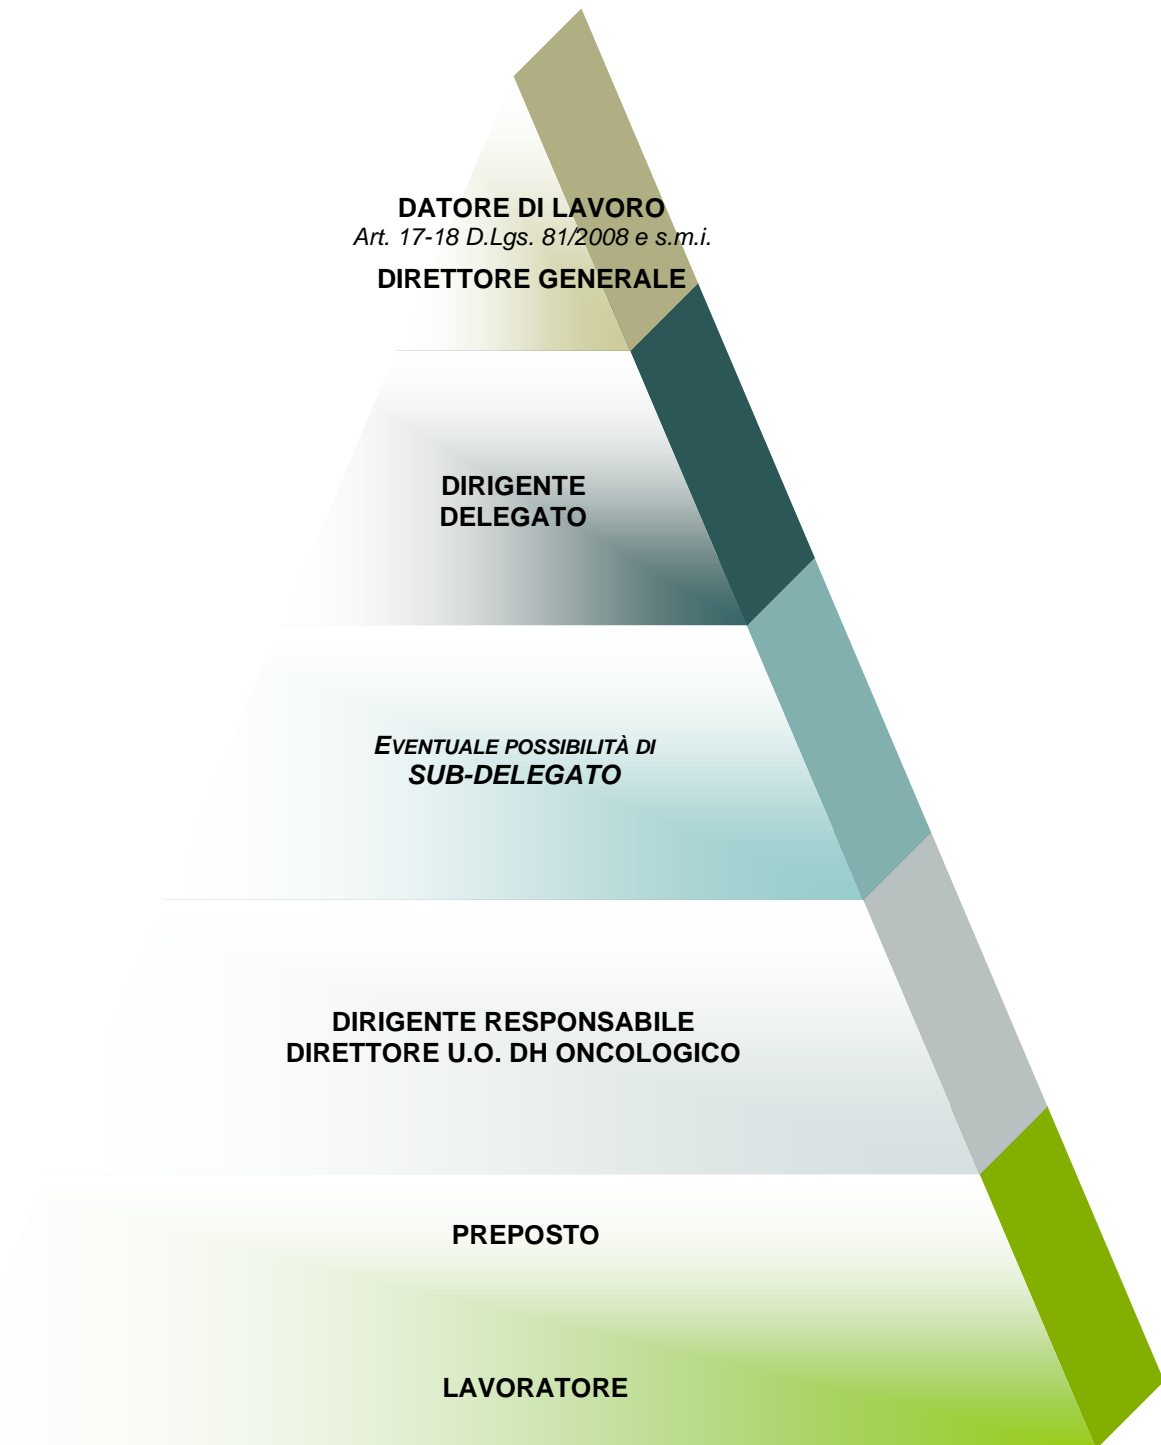 DATORE DI LAVORO
Art. 17-18 D.Lgs. 81/2008 e s.m.i.
DIRETTORE GENERALE
DIRIGENTE
DELEGATO
EVENTUALE POSSIBILITÀ DI
SUB-DELEGATO
DIRIGENTE RESPONSABILE
DIRETTORE U.O. DH ONCOLOGICO
PREPOSTO
LAVORATORE